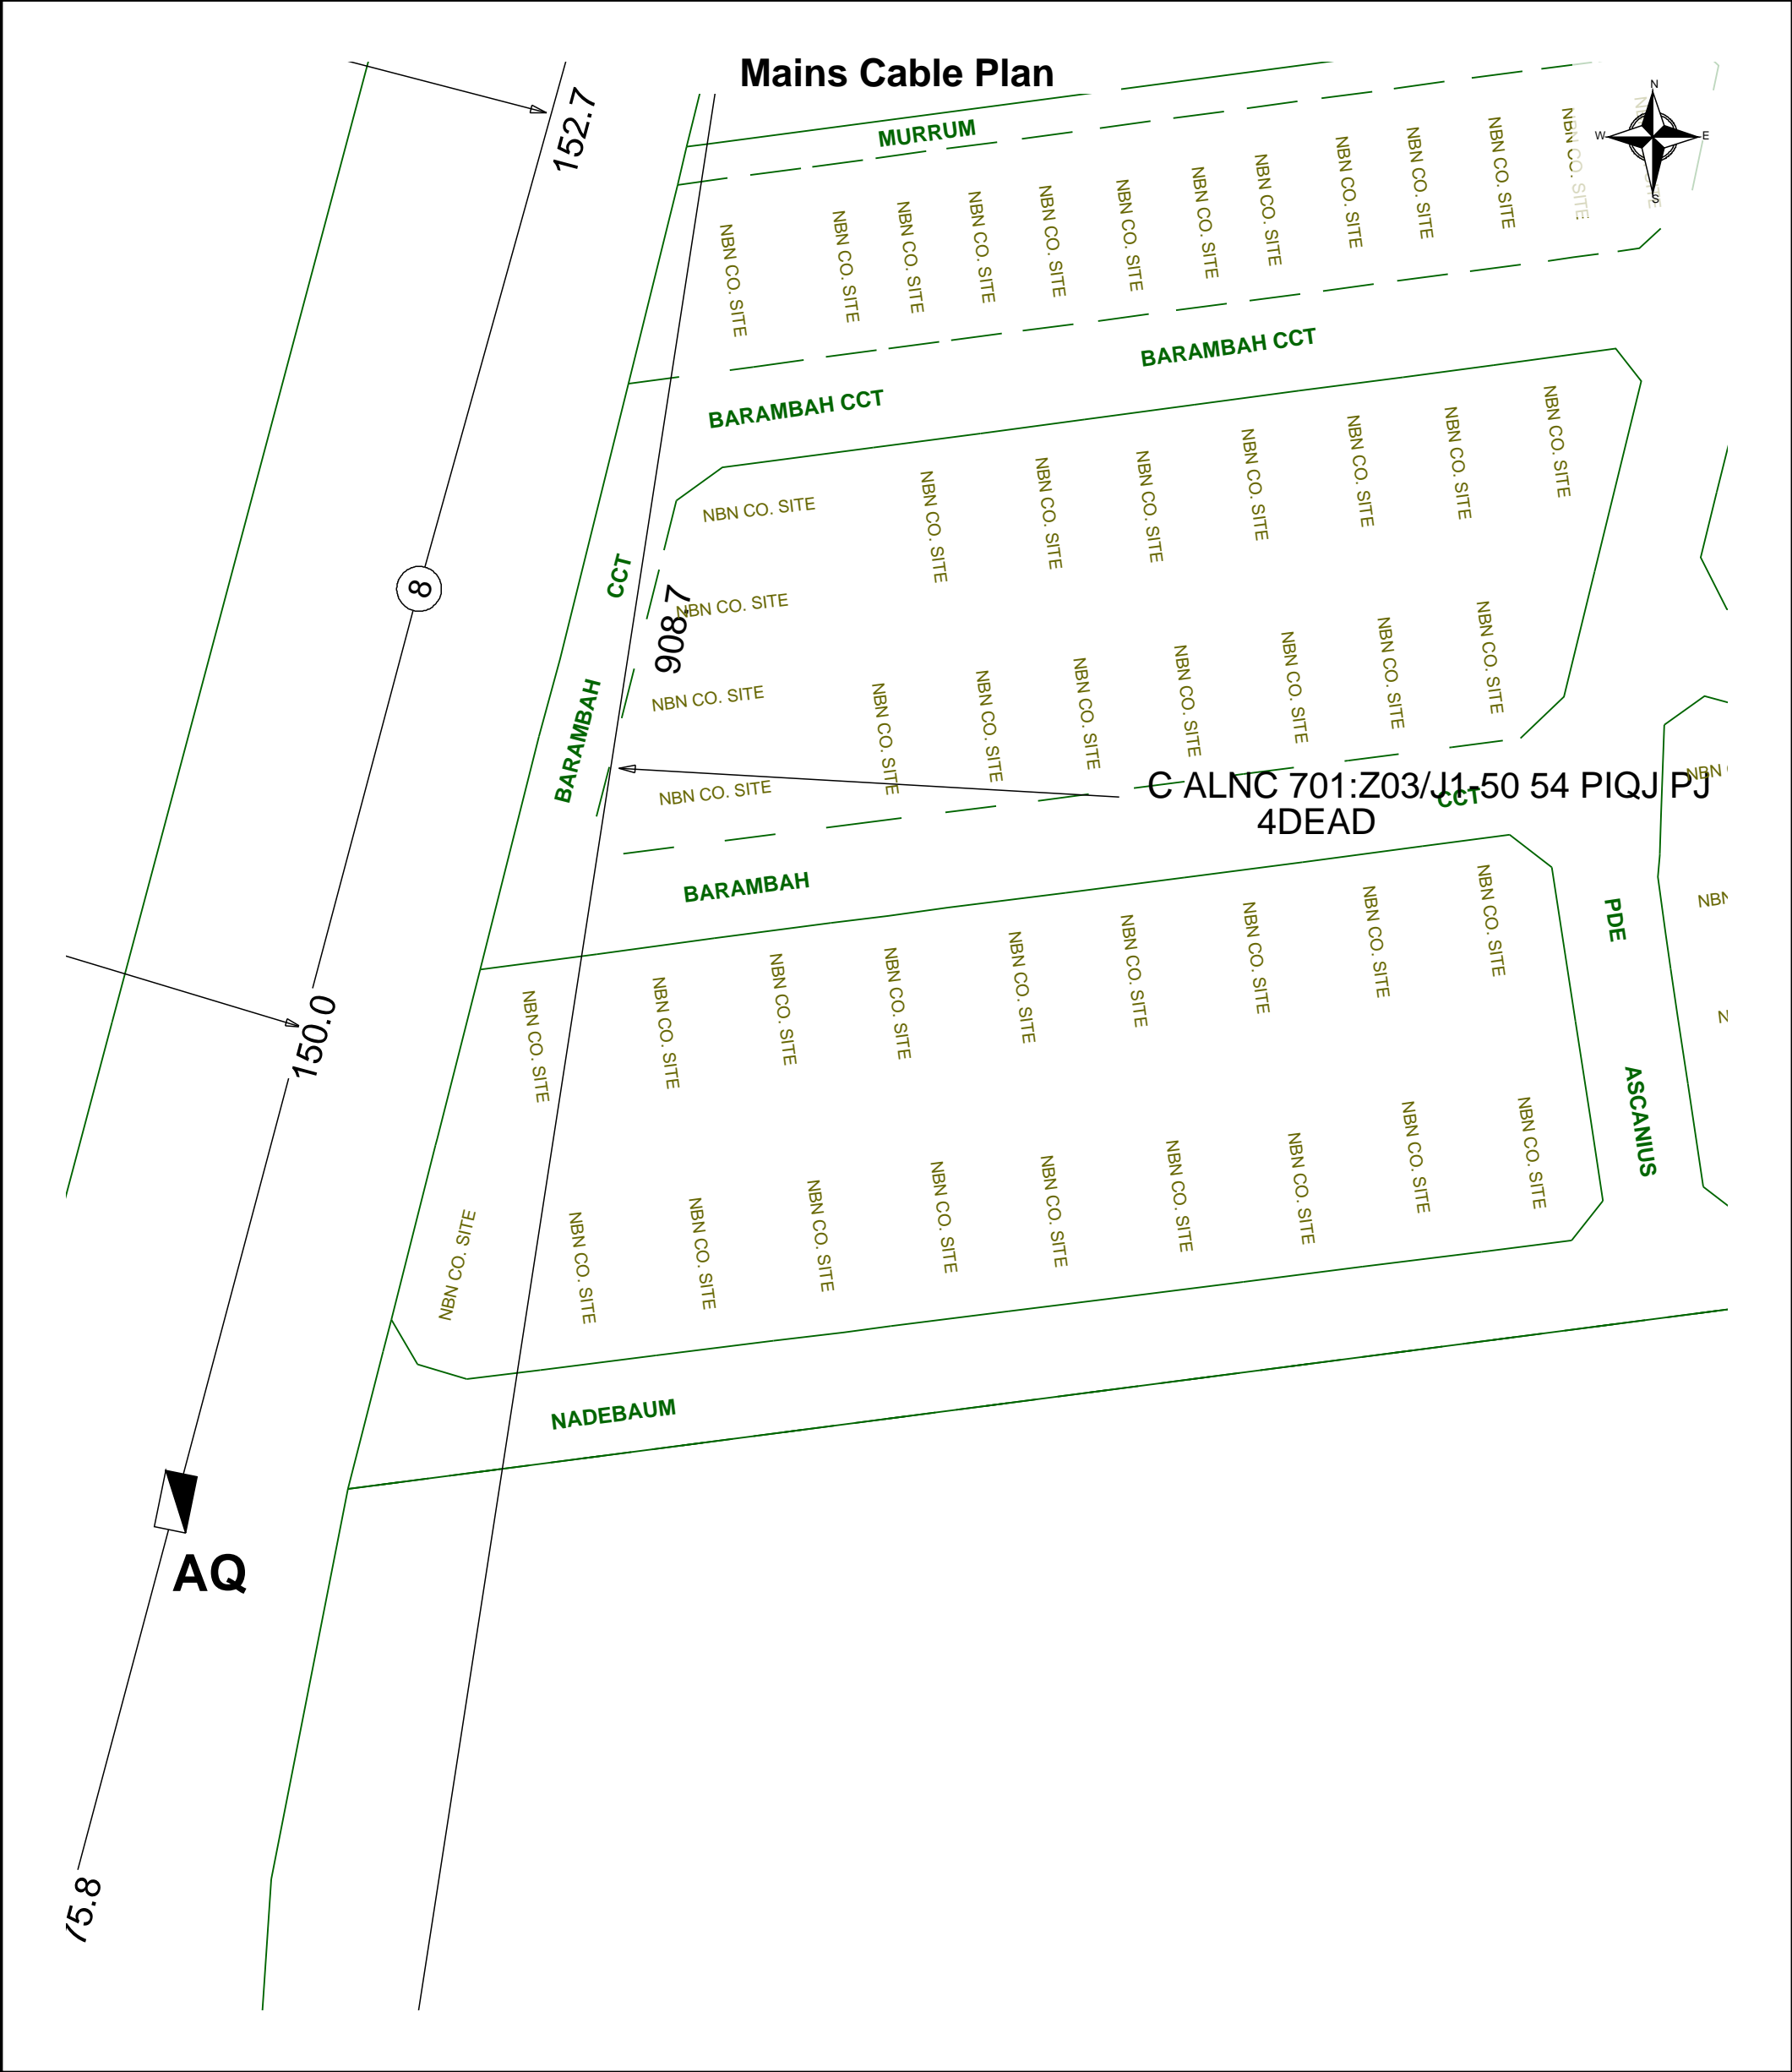 Mains Cable Plan
N
W
E
S
152.7
MURRUM
NBN CO. SITE
NBN CO. SITE
NBN CO. SITE
NBN CO. SITE
NBN CO. SITE
NBN CO. SITE
NBN CO. SITE
NBN CO. SITE
NBN CO. SITE
NBN CO. SITE
NBN CO. SITE
NBN CO. SITE
BARAMBAH CCT
BARAMBAH CCT
NBN CO. SITE
NBN CO. SITE
NBN CO. SITE
NBN CO. SITE
NBN CO. SITE
NBN CO. SITE
NBN CO. SITE
NBN CO. SITE
CCT
8
908.7
NBN CO. SITE
NBN CO. SITE
NBN CO. SITE
NBN CO. SITE
NBN CO. SITE
NBN CO. SITE
NBN CO. SITE
NBN CO. SITE
NBN CO. SITE
NBN CO. SITE
BARAMBAH
NBN
C ALNC 701:Z03/J1-50 54 PIQJ PJ
4DEAD
CCT
BARAMBAH
NBN CO. SITE
NBN CO. SITE
NBN CO. SITE
NBN CO. SITE
NBN CO. SITE
NBN CO. SITE
NBN CO. SITE
NBN CO. SITE
NBN CO. SITE
PDE
NBN
N
150.0
ASCANIUS
NBN CO. SITE
NBN CO. SITE
NBN CO. SITE
NBN CO. SITE
NBN CO. SITE
NBN CO. SITE
NBN CO. SITE
NBN CO. SITE
NBN CO. SITE
NBN CO. SITE
NADEBAUM
AQ
75.8